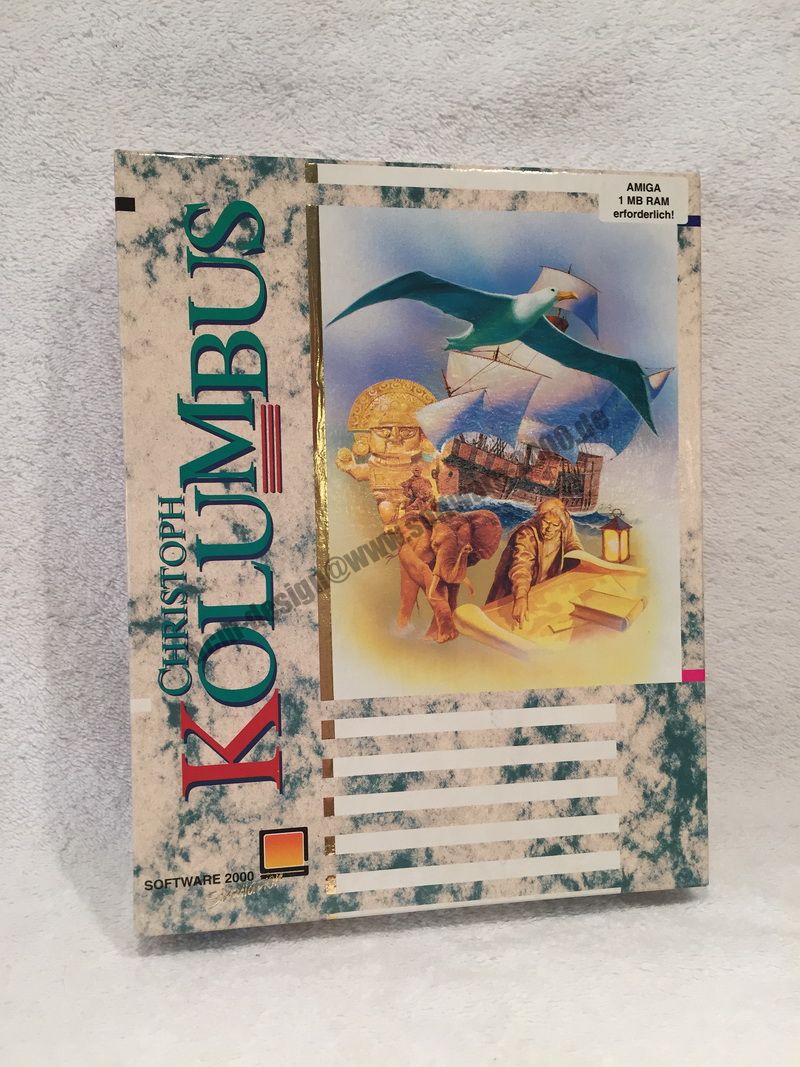 AMIGA
1 MB RAM
erforderlich!
CHRISTOPH
KOLUMBUS
SOFTWARE 2000